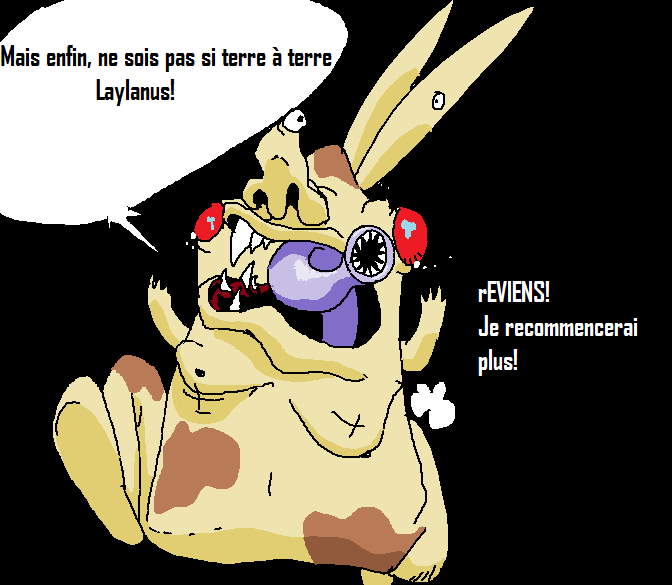 Mais enfin, ne sois pas si terre à terre
Laylanus!
rEVIENS!
Je recommencerai
plus!